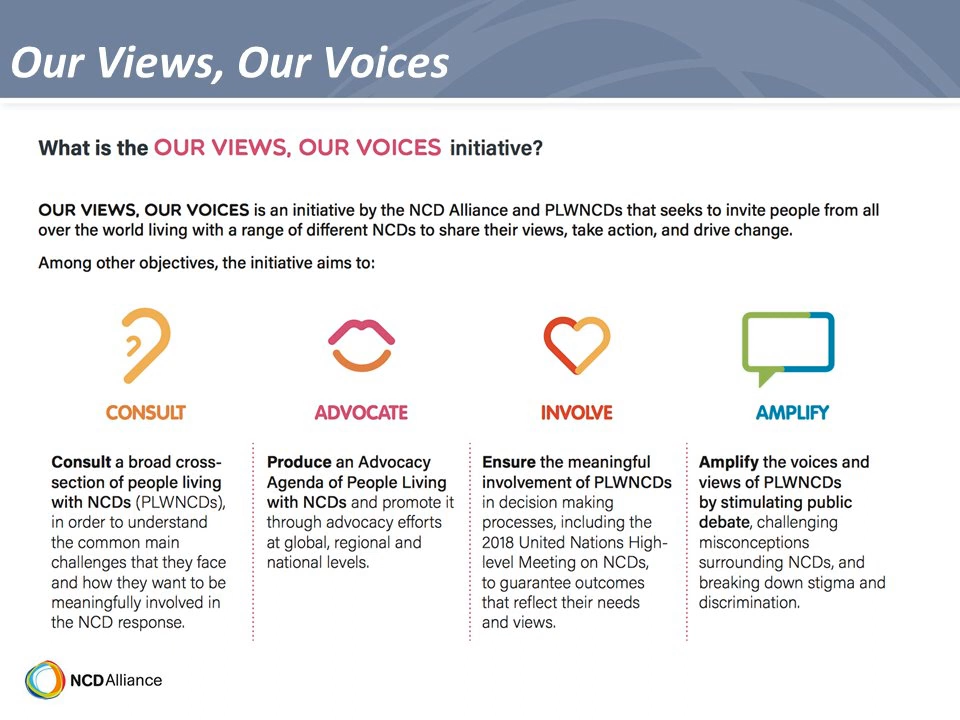 Our Views, Our Voices
What is the OUR VIEWS, OUR VOICES initiative?
OUR VIEWS, OUR VOICES is an initiative by the NCD Alliance and PLWNCDs that seeks to invite people from all
over the world living with a range of different NCDs to share their views, take action, and drive change.
Among other objectives, the initiative aims to:
CONSULT
Consult a broad cross-
section of people living
with NCDs (PLWNCDs),
in order to understand
the common main
challenges that they face
and how they want to be
meaningfully involved in
the NCD response.
ADVOCATE
Produce an Advocacy
Agenda of People Living
with NCDs and promote it
through advocacy efforts
at global, regional and
national levels.
INVOLVE
Ensure the meaningful
involvement of PLWNCDs
in decision making
processes, including the
2018 United Nations High-
level Meeting on NCDs,
to guarantee outcomes
that reflect their needs
and views.
AMPLIFY
Amplify the voices and
views of PLWNCDs
by stimulating public
debate, challenging
misconceptions
surrounding NCDs, and
breaking down stigma and
discrimination.
NCD Alliance